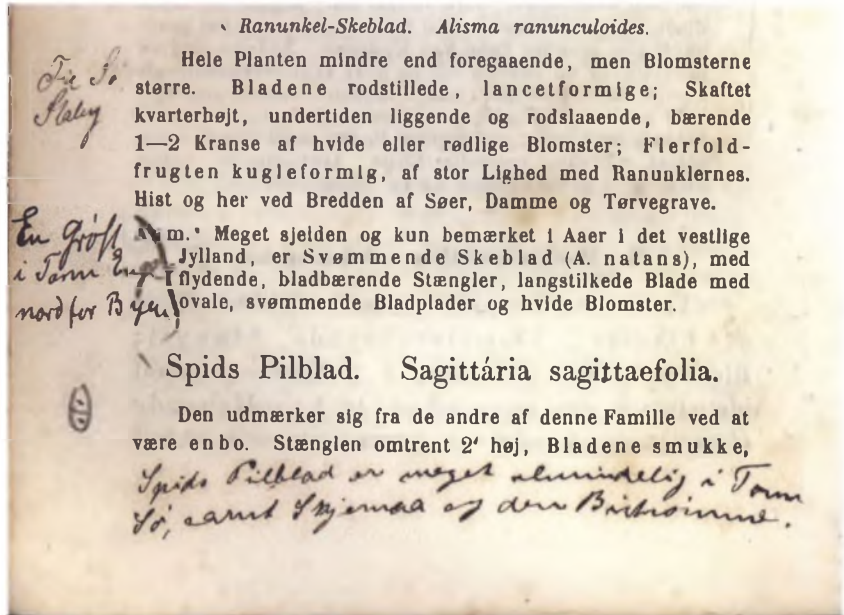 Ranunkel-Skeblad. Alisma ranunculoides.
Hele Planten mindre end foregaaende, men Blomsterne
større. Bladene rodstillede, lancetformige; Skaftet
kvarterhøjt, undertiden liggende og rodslaaende, bærende
1—2 Kranse af hvide eller rødlige Blomster; Flerfold-
frugten kugleformig, af stor Lighed med Ranunklernes.
Hist og her ved Bredden af Søer, Damme og Tørvegrave.
En Grøft
i Tarm Enge
nord for Byen
Anm. Meget sjelden og kun bemærket i Aaer i det vestlige
Jylland, er Svømmende Skeblad (A. natans), med
flydende, bladbærende Stængler, langstilkede Blade med
ovale, svømmende Bladplader og hvide Blomster.
Spids Pilblad. Sagittária sagittaefolia.
Den udmærker sig fra de andre af denne Familie ved at
være enbo. Stænglen omtrent 2' høj, Bladene smukke,
Spids Pilblad er meget almindelig i Tarm
Sø, samt Skjernaa og den